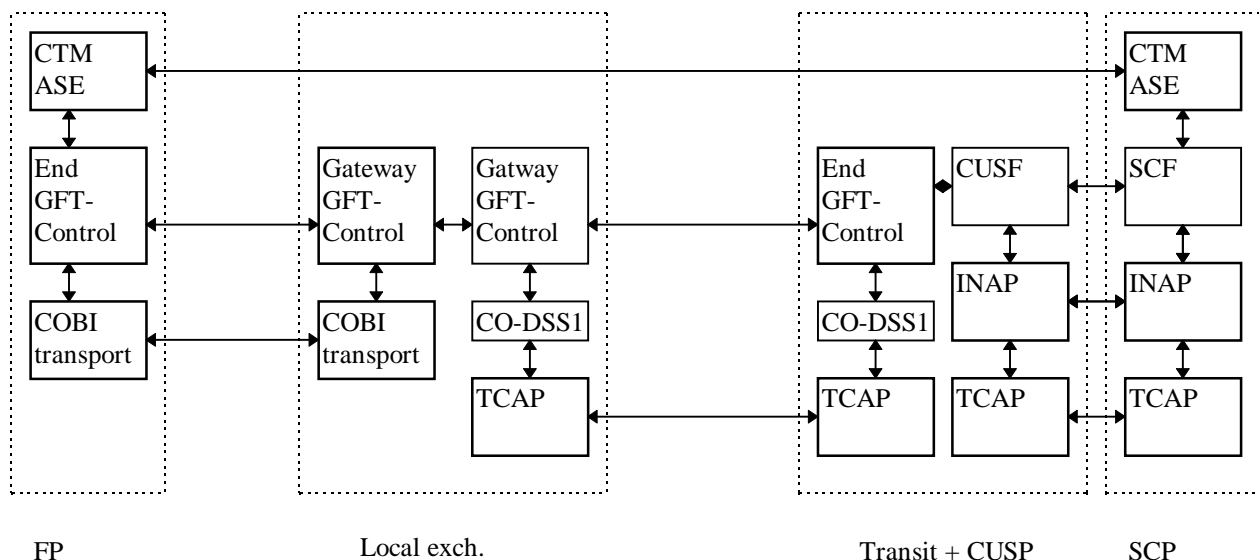 CTM
ASE
CTM
ASE
End
GFT-
Control
Gateway
GFT-
Control
Gatway
GFT-
Control
End
GFT-
Control
CUSF
SCF
INAP
INAP
COBI
transport
COBI
transport
CO-DSS1
CO-DSS1
TCAP
TCAP
TCAP
TCAP
FP
Local exch.
Transit + CUSP
SCP